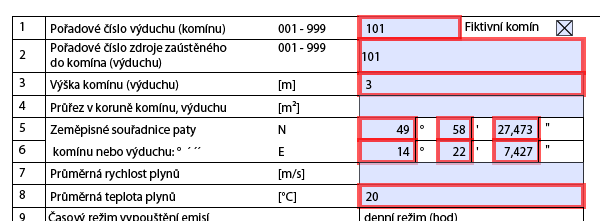 1 Pořadové číslo výduchu (komínu) 001 - 999 101 Fiktivní komín
2 Pořadové číslo zdroje zaústěného 001 - 999 101
do komína (výduchu)
3 Výška komínu (výduchu) [m] 3
4 Průřez v koruně komínu, výduchu [m²]
5 Zeměpisné souřadnice paty N 49 ° 58 ' 27,473 "
6 komínu nebo výduchu: ° ´ ´´ E 14 ° 22 ' 7,427 "
7 Průměrná rychlost plynů [m/s]
8 Průměrná teplota plynů [°C] 20
9 Časový režim vypouštění emisí denní režim (hod)